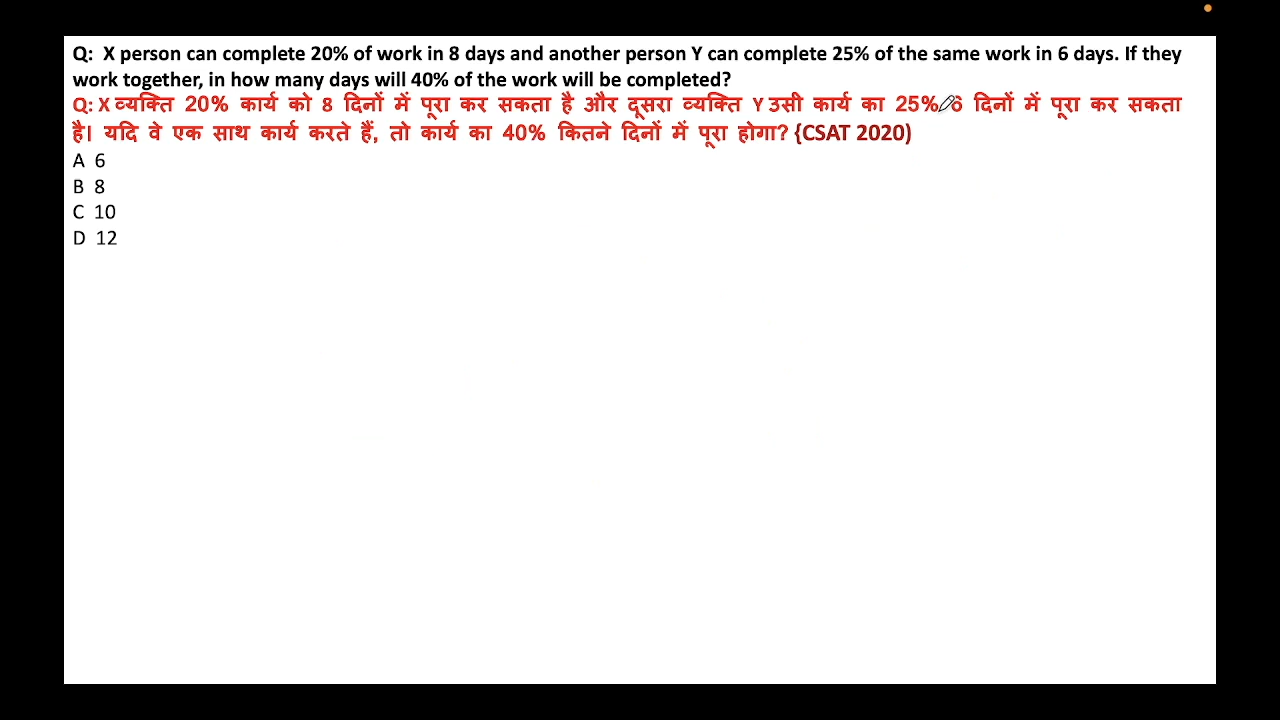 Q: X person can complete 20% of work in 8 days and another person Y can complete 25% of the same work in 6 days. If they
work together, in how many days will 40% of the work will be completed?
Q: X व्यक्ति 20% कार्य को 8 दिनों में पूरा कर सकता है और दूसरा व्यक्ति Y उसी कार्य का 25% दिनों में पूरा कर सकता
है। यदि वे एक साथ कार्य करते हैं, तो कार्य का 40% कितने दिनों में पूरा होगा? {CSAT 2020)
A 6
B 8
C 10
D 12